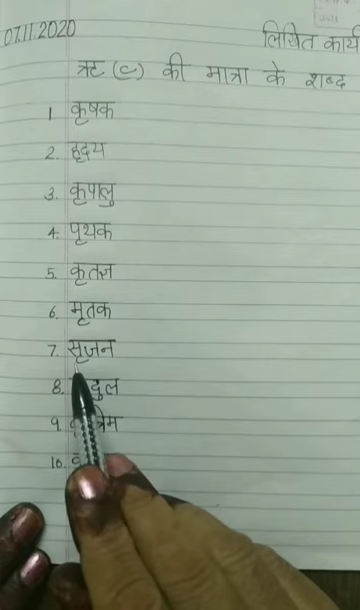 07.11.2020
लिखित कार्य
ऋ (ृ) की मात्रा के शब्द
1 कृषक
2. हृदय
3. कृपालु
4. पृथक
5. कृतज्ञ
6. मृतक
7. सृजन
8.
9.
10.